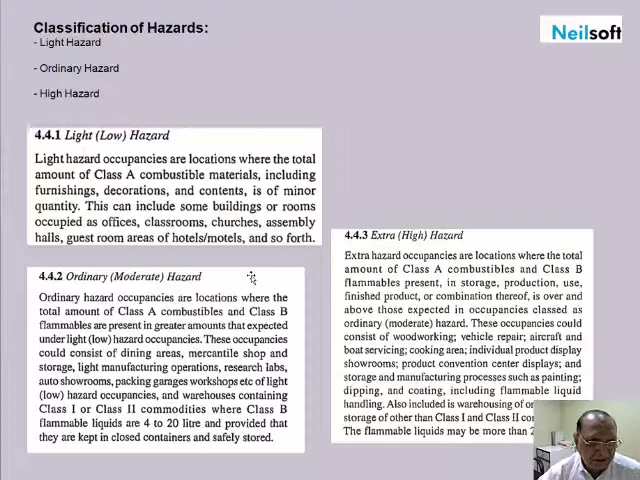 Classification of Hazards:
- Light Hazard
- Ordinary Hazard
- High Hazard
Neilsoft
4.4.1 Light (Low) Hazard
Light hazard occupancies are locations where the total
amount of Class A combustible materials, including
furnishings, decorations, and contents, is of minor
quantity. This can include some buildings or rooms
occupied as offices, classrooms, churches, assembly
halls, guest room areas of hotels/motels, and so forth.
4.4.2 Ordinary (Moderate) Hazard
Ordinary hazard occupancies are locations where the
total amount of Class A combustibles and Class B
flammables are present in greater amounts that expected
under light (low) hazard occupancies. These occupancies
could consist of dining areas, mercantile shop and
storage, light manufacturing operations, research labs,
auto showrooms, packing garages workshops etc of light
(low) hazard occupancies, and warehouses containing
Class I or Class II commodities where Class B
flammable liquids are 4 to 20 litre and provided that
they are kept in closed containers and safely stored.
4.4.3 Extra (High) Hazard
Extra hazard occupancies are locations where the total
amount of Class A combustibles and Class B
flammables present, in storage, production, use,
finished product, or combination thereof, is over and
above those expected in occupancies classed as
ordinary (moderate) hazard. These occupancies could
consist of woodworking; vehicle repair; aircraft and
boat servicing; cooking area; individual product display
showrooms; product convention center displays; and
and storage and manufacturing processes such as painting;
dipping, and coating, including flammable liquid
handling. Also included is warehousing of
storage of other than Class I and Class II
The flammable liquids may be more than